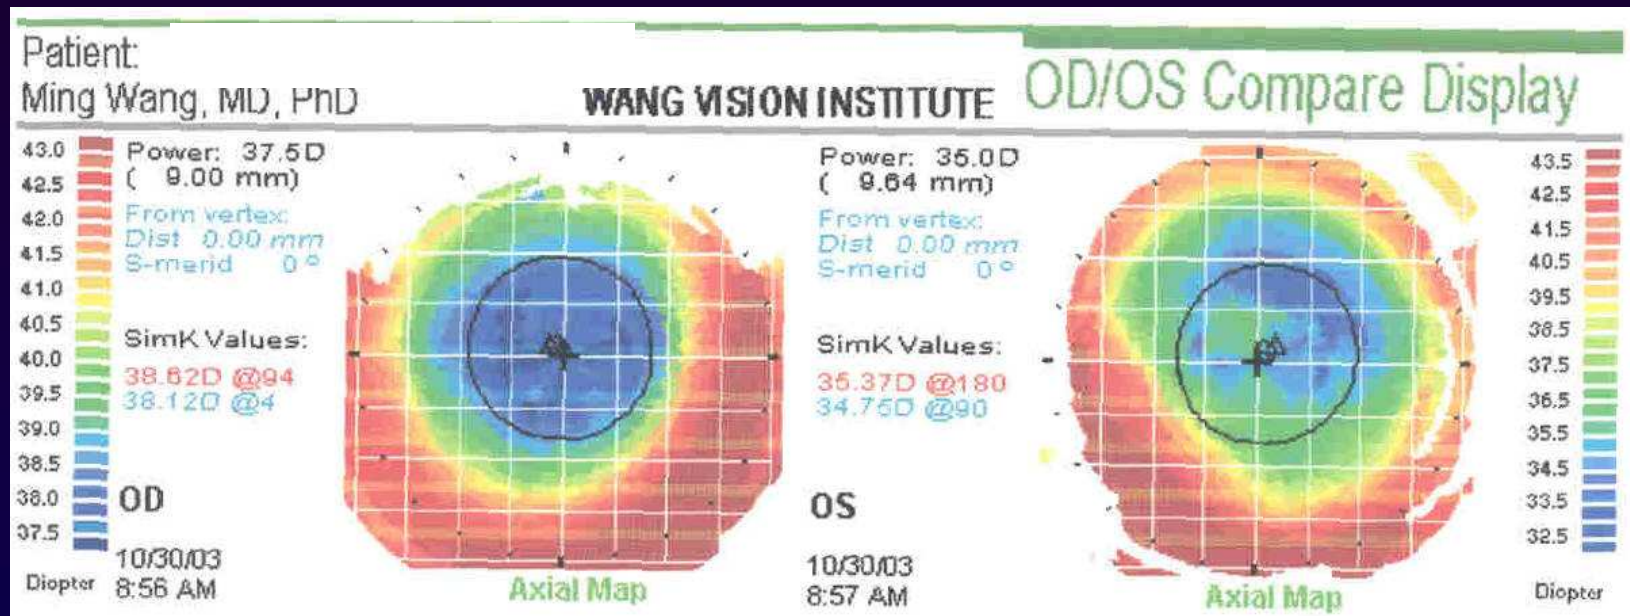 Patient:
Ming Wang, MD, PhD
WANG VISION INSTITUTE
OD/OS Compare Display
43.0
42.5
42.0
41.5
41.0
40.5
40.0
39.5
39.0
38.5
38.0
37.5
Diopter
Power: 37.5D
( 9.00 mm)
From vertex:
Dist 0.00 mm
S-merid 0°
SimK Values:
38.62D @94
38.12D @4
OD
10/30/03
8:56 AM
Axial Map
Power: 35.0D
( 9.64 mm)
From vertex:
Dist 0.00 mm
S-merid 0°
SimK Values:
35.37D @180
34.75D @90
OS
10/30/03
8:57 AM
Axial Map
43.5
42.5
41.5
40.5
39.5
38.5
37.5
36.5
35.5
34.5
33.5
32.5
Diopter